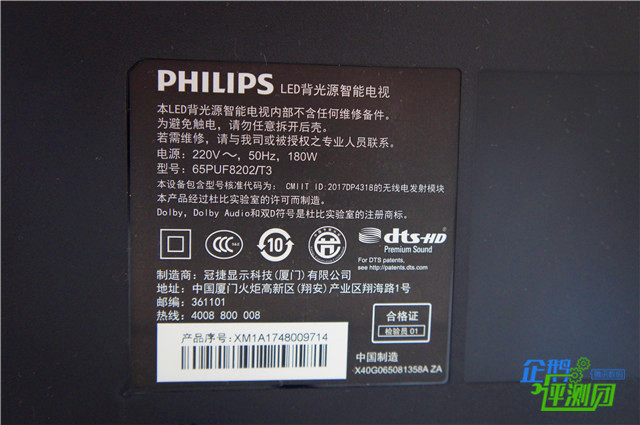 PHILIPS LED背光源智能电视
本LED背光源智能电视内部不含任何维修备件。
为避免触电，请勿任意拆开后壳。
若需维修，请与我司或被授权之专业人员联系。
电源：220V～, 50Hz, 180W
型号：65PUF8202/T3
本设备包含型号核准代码为： CMIIT ID:2017DP4318的无线电发射模块
本产品经过杜比实验室的许可而制造。
Dolby, Dolby Audio和双D符号是杜比实验室的注册商标。
CCC
10
dts-HD
Premium Sound
For DTS patents,
see http://patents.dts.com.
制造商：冠捷显示科技(厦门)有限公司
地址：中国厦门火炬高新区(翔安)产业区翔海路1号
邮编：361101
热线：4008 800 008
产品序号: XM1A1748009714
合格证
检验员 01
中国制造
X40G065081358A ZA
企鹅
评测团